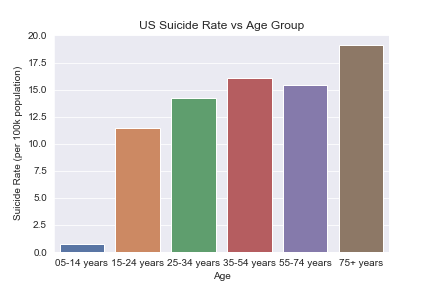 US Suicide Rate vs Age Group
20.0
17.5
15.0
12.5
10.0
7.5
5.0
2.5
0.0
Suicide Rate (per 100k population)
05-14 years 15-24 years 25-34 years 35-54 years 55-74 years 75+ years
Age